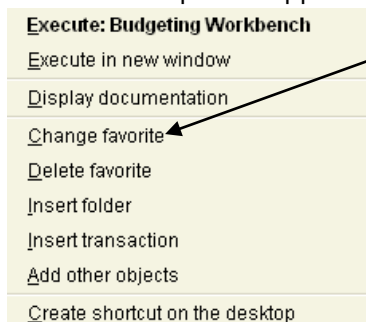 Execute: Budgeting Workbench
Execute in new window
Display documentation
Change favorite
Delete favorite
Insert folder
Insert transaction
Add other objects
Create shortcut on the desktop